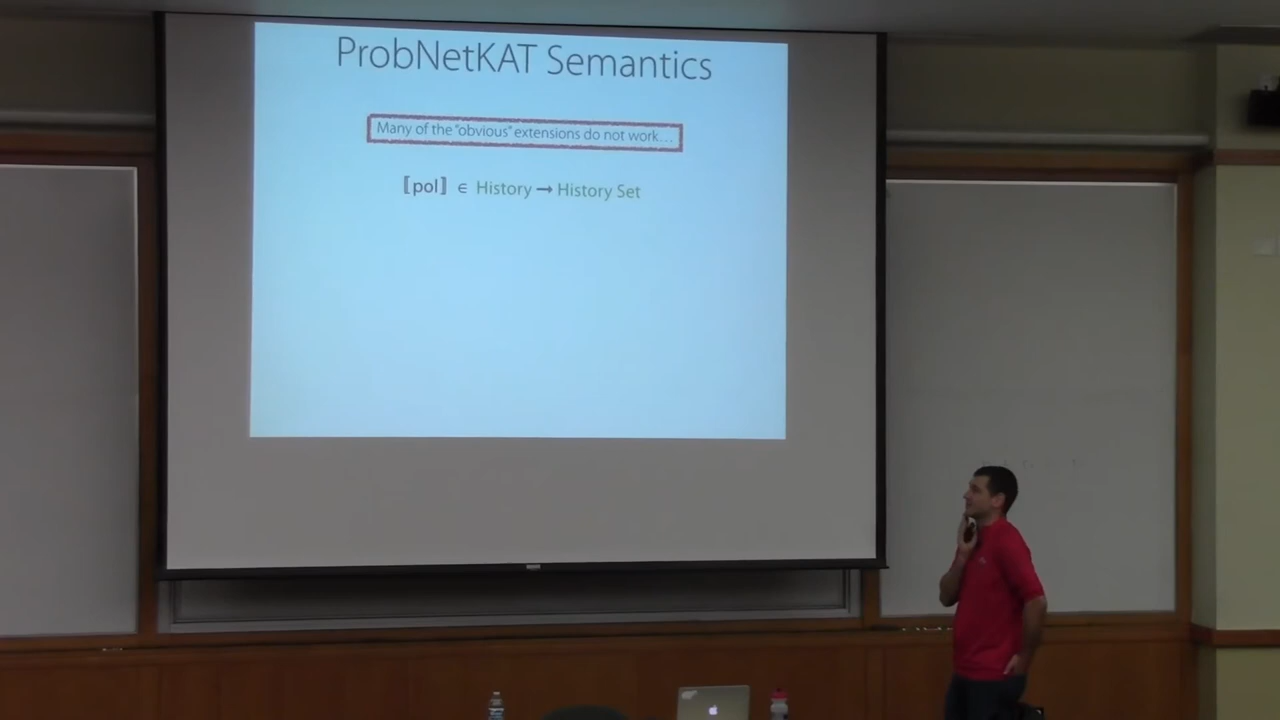 ProbNetKAT Semantics
Many of the "obvious" extensions do not work…
⟦pol⟧ ∈ History → History Set